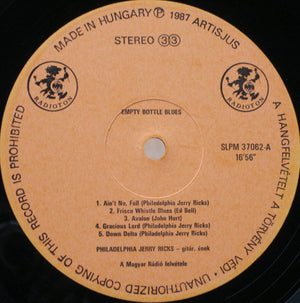 MADE IN HUNGARY Ⓟ 1987 ARTISJUS
A HANGFELVÉTELT A TÖRVÉNY VÉDI • UNAUTHORIZED COPYING OF THIS RECORD IS PROHIBITED
STEREO 33
RADIOTON
RADIOTON
EMPTY BOTTLE BLUES
SLPM 37062-A
16'56"
1. Ain't No. Full (Philadelphia Jerry Ricks)
2. Frisco Whistle Blues (Ed Bell)
3. Avalon (John Hurt)
4. Gracious Lord (Philadelphia Jerry Ricks)
5. Down Delta (Philadelphia Jerry Ricks)
PHILADELPHIA JERRY RICKS – gitár, ének
A Magyar Rádió felvétele